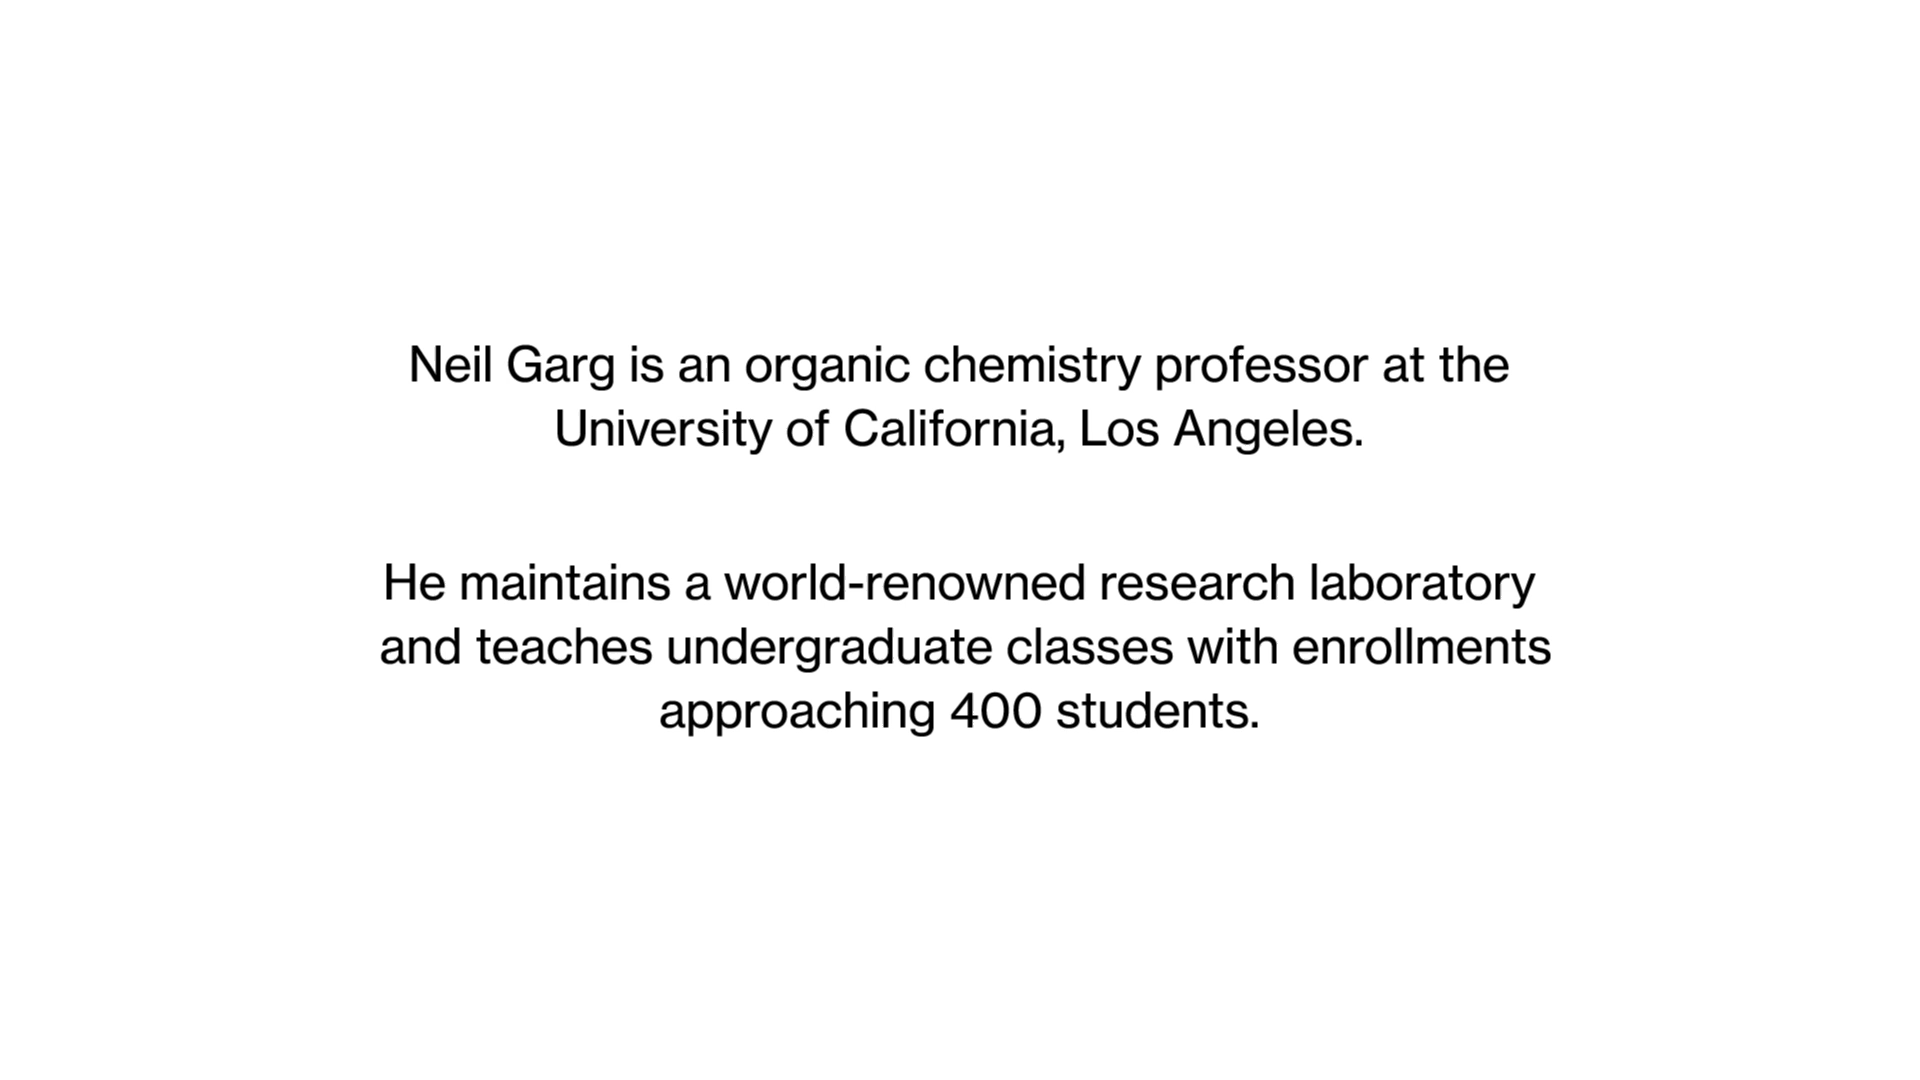 Neil Garg is an organic chemistry professor at the
University of California, Los Angeles.
He maintains a world-renowned research laboratory
and teaches undergraduate classes with enrollments
approaching 400 students.